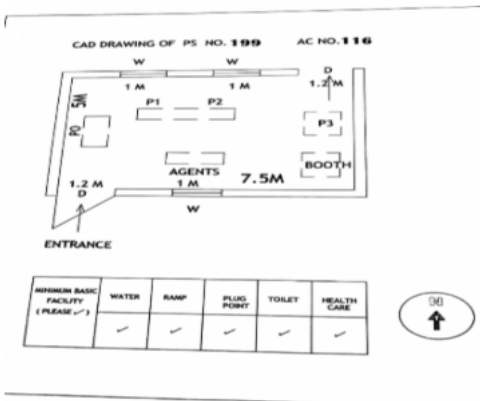 CAD DRAWING OF PS NO. 199 AC NO. 116
W W D
1 M 1 M 1.2 M
5M
P1 P2
P3
PO
AGENTS BOOTH
1.2 M 1 M 7.5M
D
W
ENTRANCE
MINIMUM BASIC FACILITY (PLEASE ✓) WATER RAMP PLUG POINT TOILET HEALTH CARE
✓ ✓ ✓ ✓ ✓
N